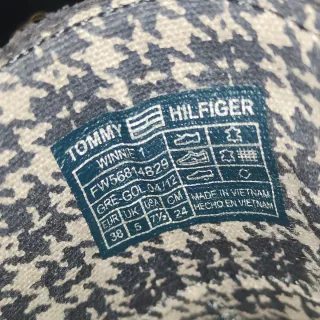 TOMMY HILFIGER
WINNIE 1
FW56814829
GRE-GOL 04/12
EUR UK USA CM
38 5 7½ 24
MADE IN VIETNAM
HECHO EN VIETNAM